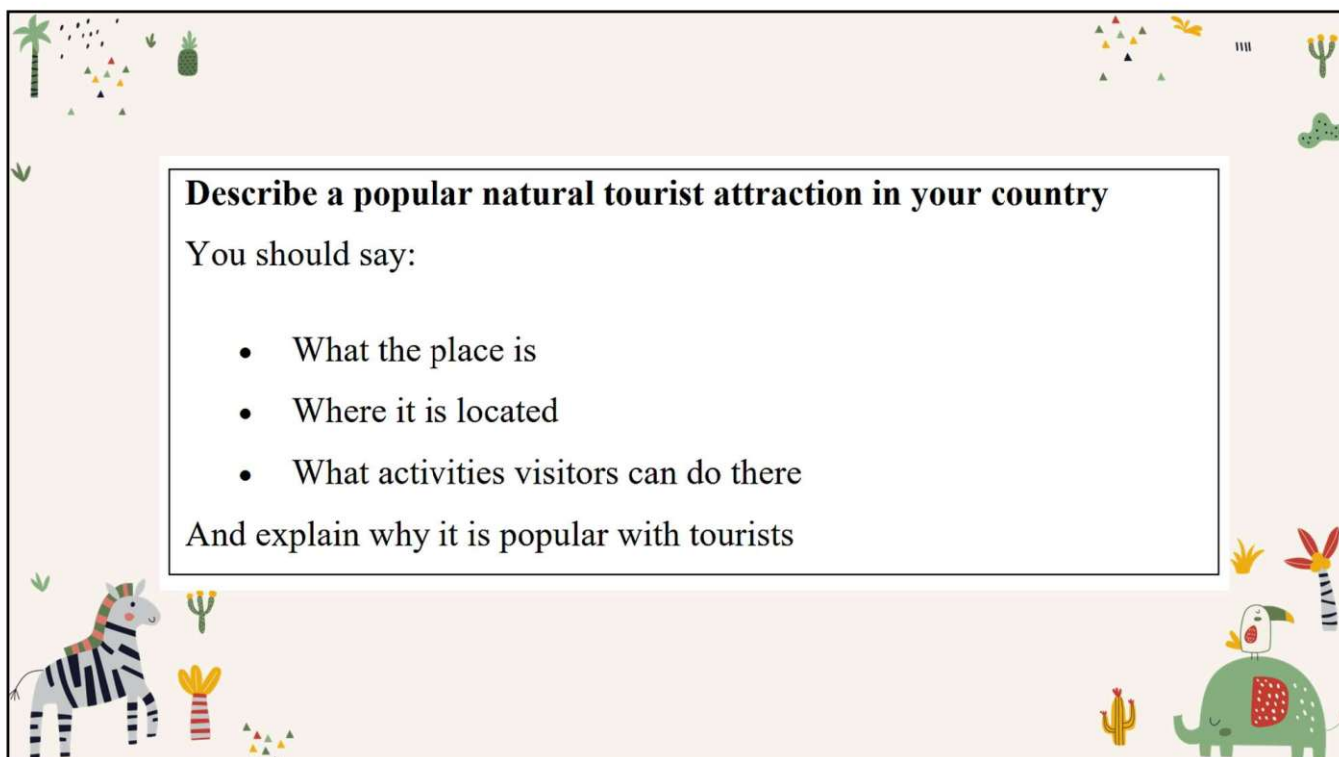 Describe a popular natural tourist attraction in your country
You should say:
• What the place is
• Where it is located
• What activities visitors can do there
And explain why it is popular with tourists